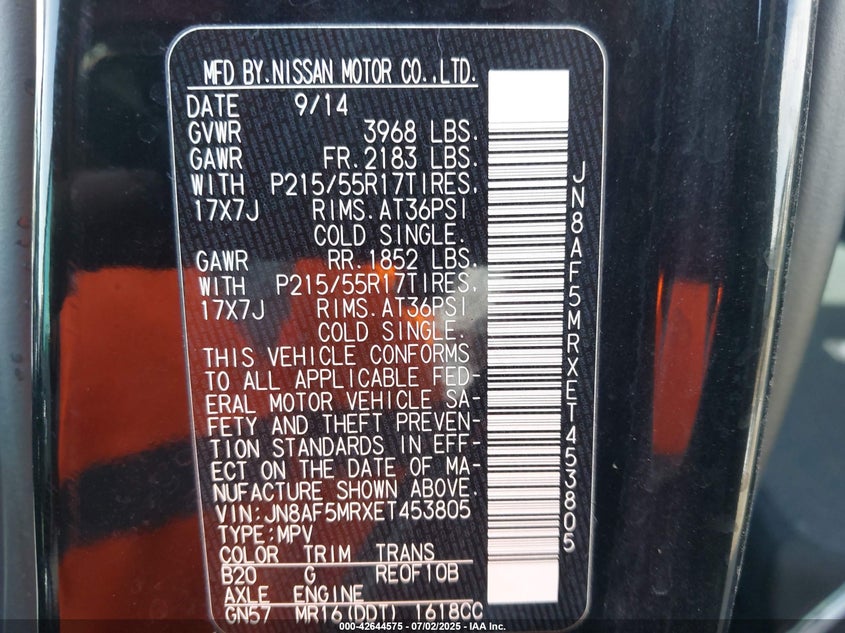 MFD BY.NISSAN MOTOR CO.,LTD.
DATE 9/14
GVWR 3968 LBS.
GAWR FR.2183 LBS.
WITH P215/55R17TIRES.
17X7J RIMS.AT36PSI
COLD SINGLE.
GAWR RR.1852 LBS.
WITH P215/55R17TIRES.
17X7J RIMS.AT36PSI
COLD SINGLE.
THIS VEHICLE CONFORMS
TO ALL APPLICABLE FED-
ERAL MOTOR VEHICLE SA-
FETY AND THEFT PREVEN-
TION STANDARDS IN EFF-
ECT ON THE DATE OF MA-
NUFACTURE SHOWN ABOVE.
VIN:JN8AF5MRXET453805
TYPE:MPV
COLOR TRIM TRANS
B20 G RE0F10B
AXLE ENGINE
GN57 MR16(DDT) 1618CC
JN8AF5MRXET453805
000-42644575 - 07/02/2025 - IAA Inc.